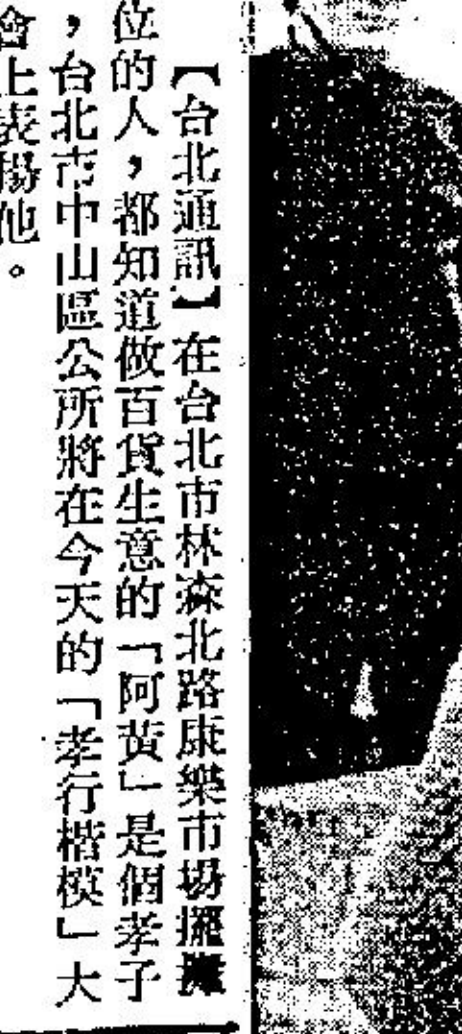 【台北通訊】在台北市林森北路康樂市場擺攤
位的人，都知道做百貨生意的「阿黃」是個孝子
，台北市中山區公所將在今天的「孝行楷模」大
會上表揚他。